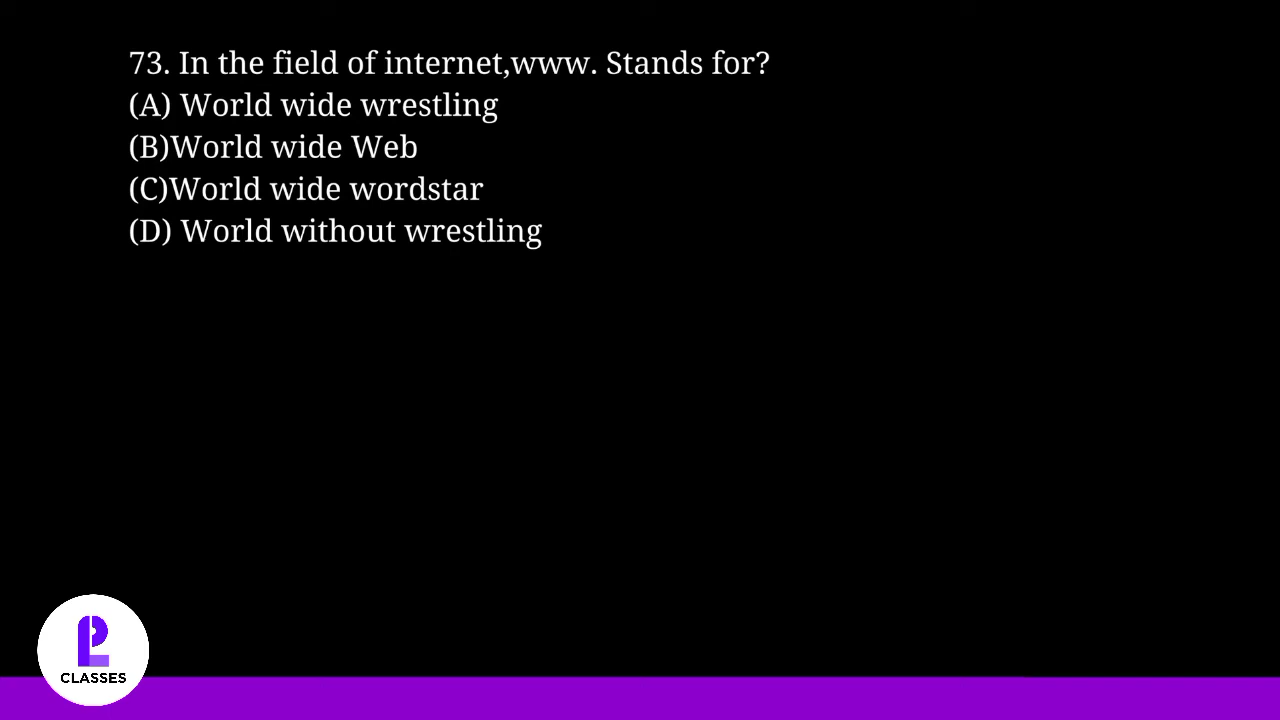 73. In the field of internet,www. Stands for?
(A) World wide wrestling
(B)World wide Web
(C)World wide wordstar
(D) World without wrestling
CLASSES